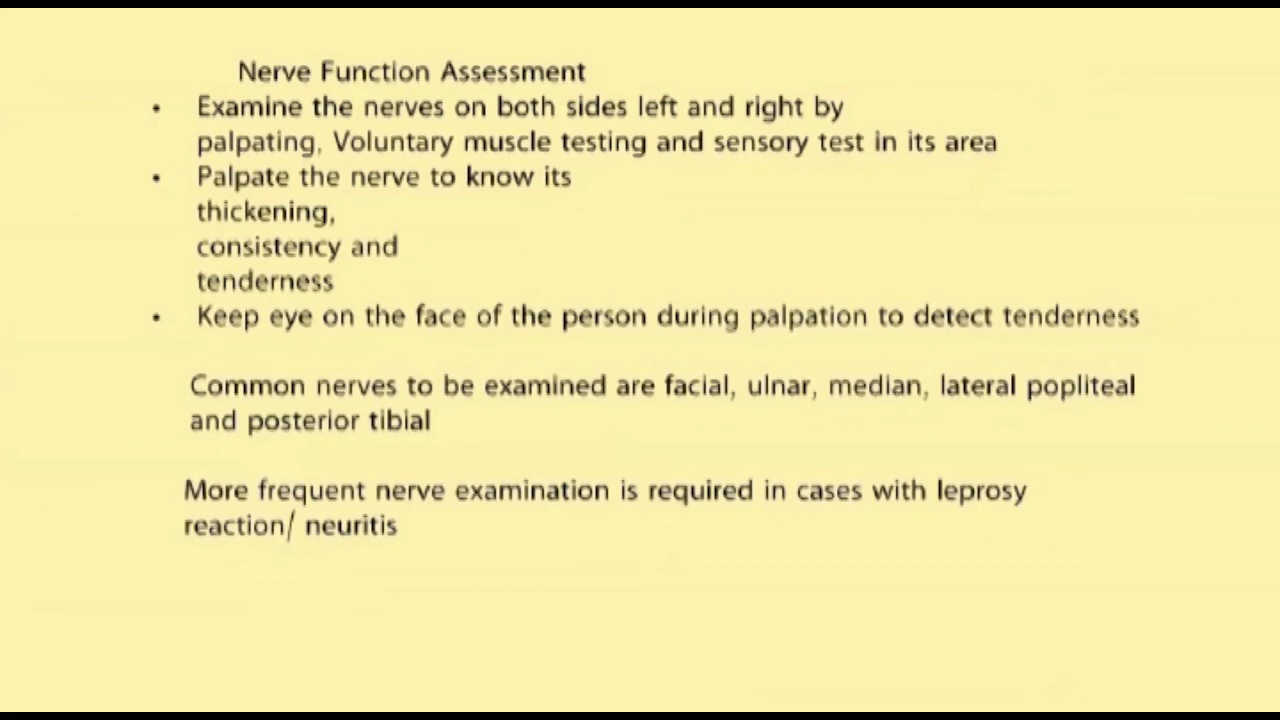 Nerve Function Assessment
• Examine the nerves on both sides left and right by
palpating, Voluntary muscle testing and sensory test in its area
• Palpate the nerve to know its
thickening,
consistency and
tenderness
• Keep eye on the face of the person during palpation to detect tenderness
Common nerves to be examined are facial, ulnar, median, lateral popliteal
and posterior tibial
More frequent nerve examination is required in cases with leprosy
reaction/ neuritis